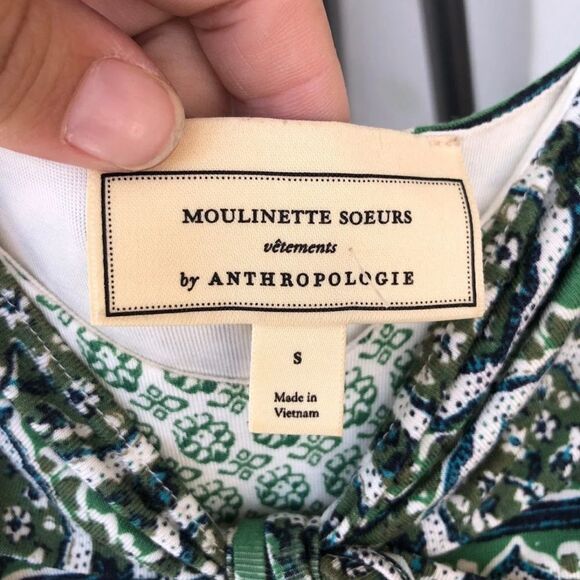 MOULINETTE SOEURS
vêtements
by ANTHROPOLOGIE
S
Made in
Vietnam